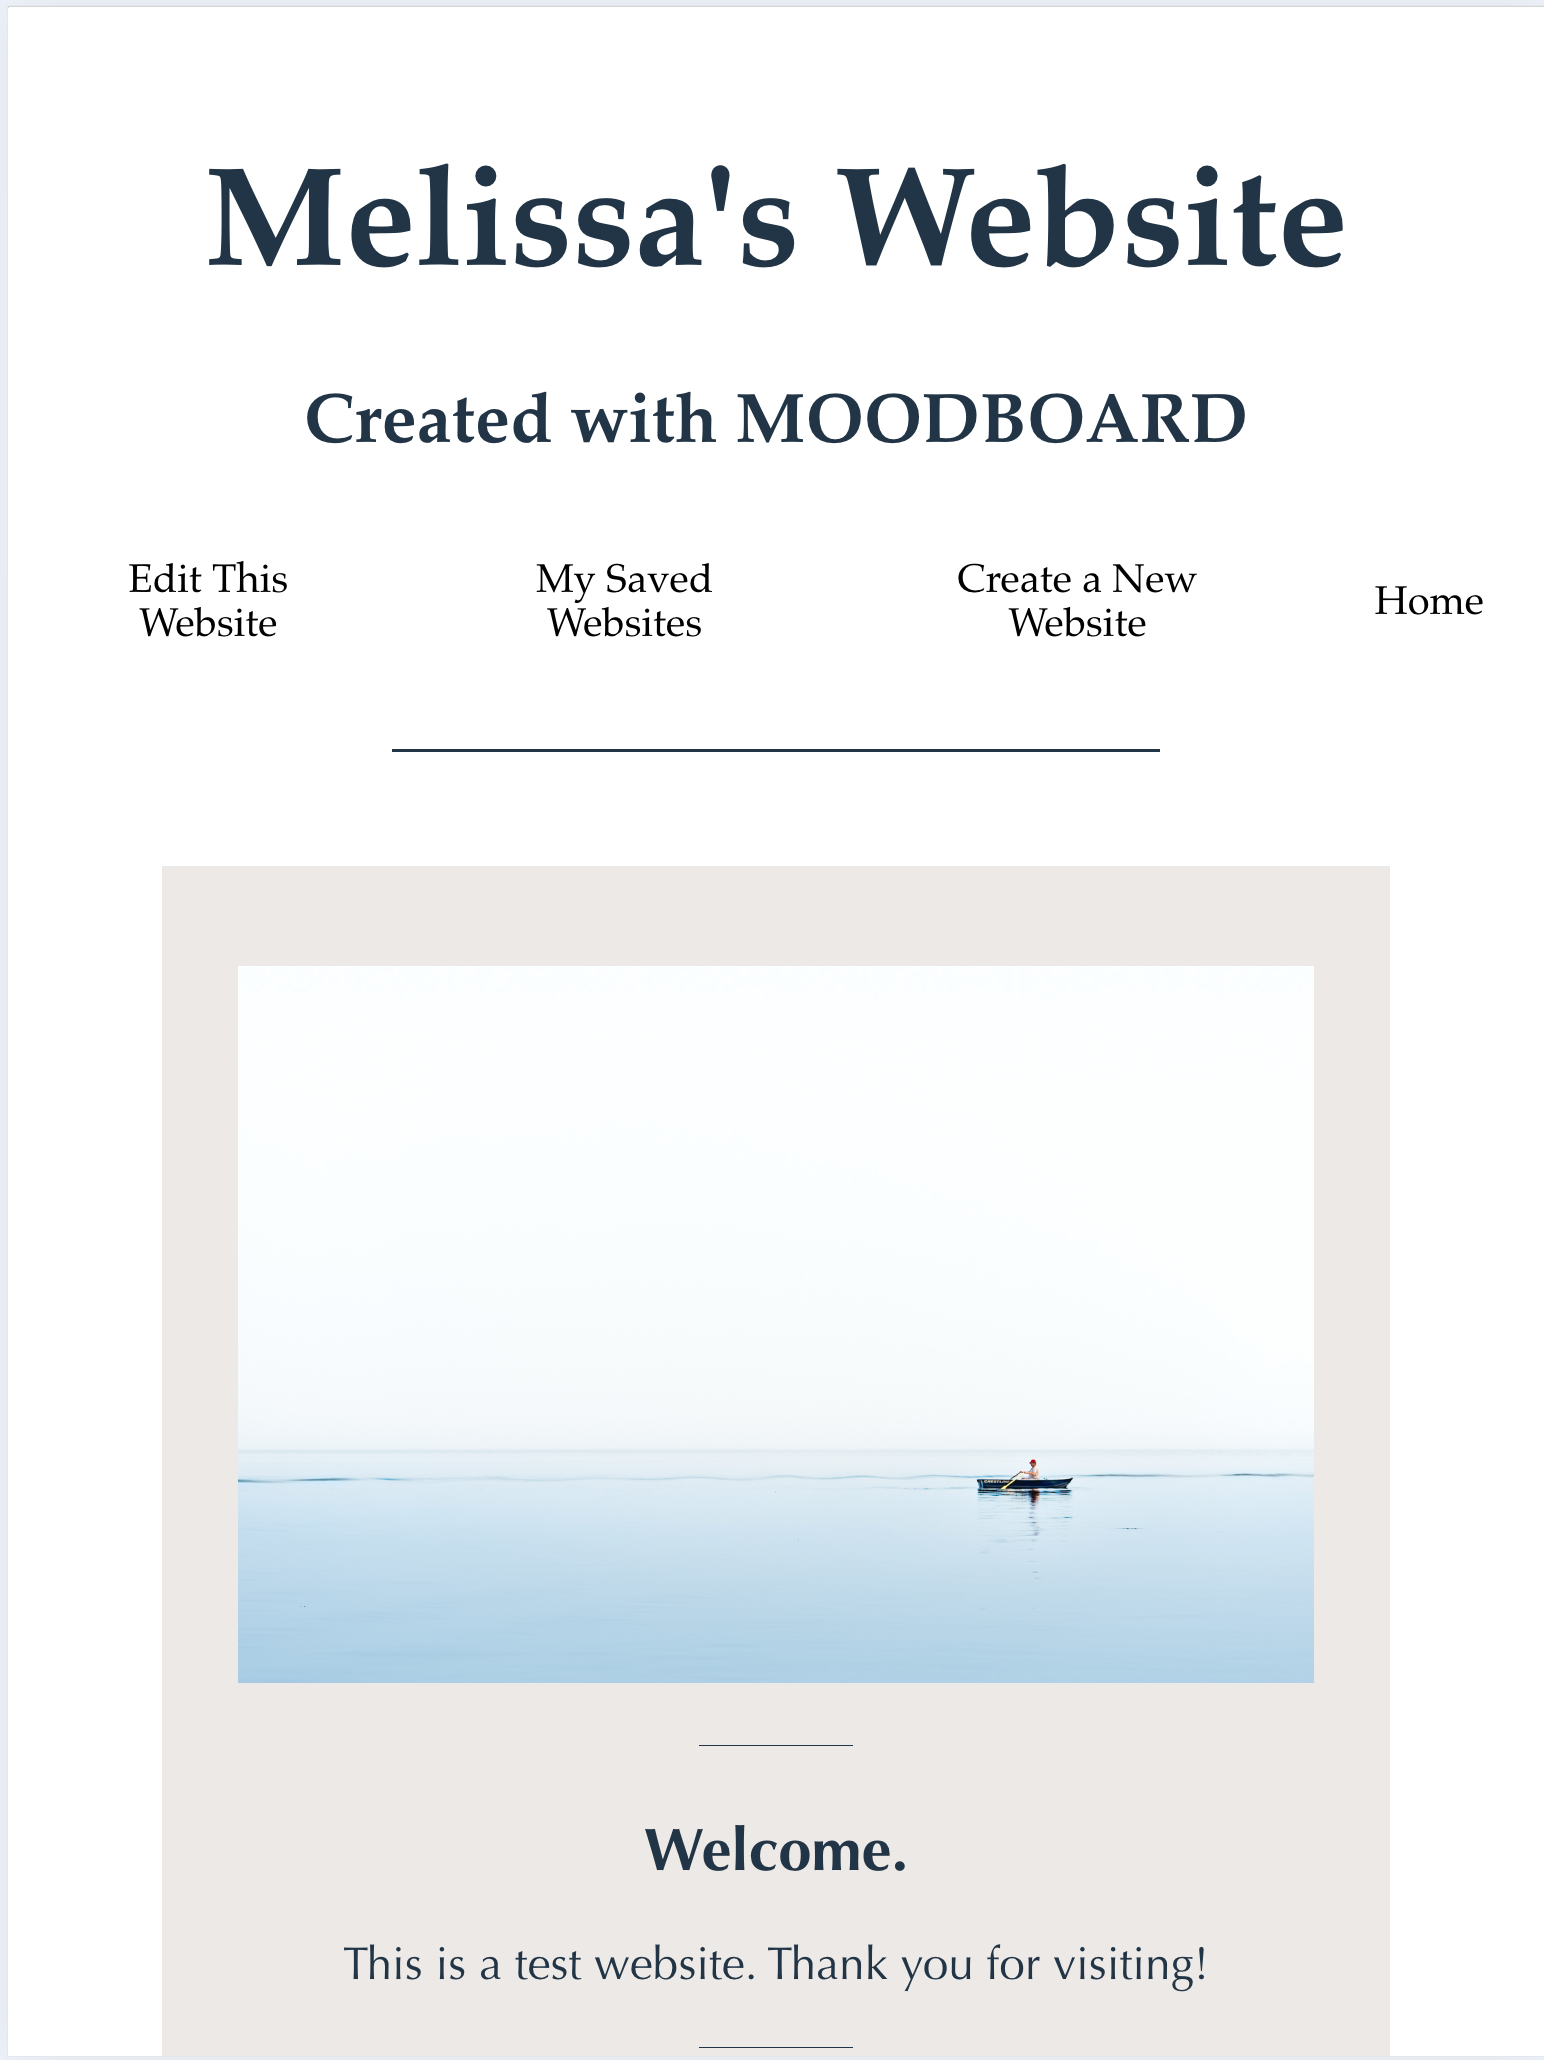 Melissa's Website
Created with MOODBOARD
Edit This
Website
My Saved
Websites
Create a New
Website
Home
Welcome.
This is a test website. Thank you for visiting!